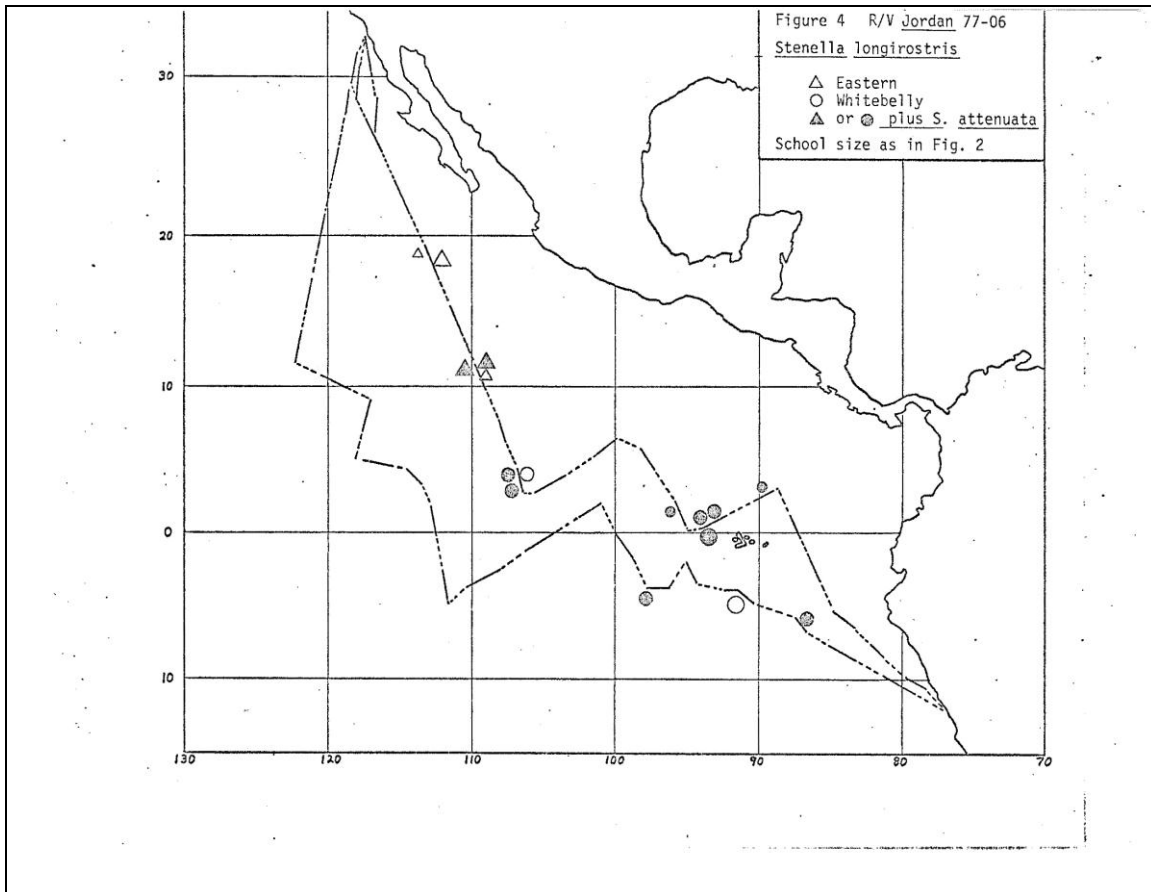 Figure 4 R/V Jordan 77-06
Stenella longirostris
△ Eastern
○ Whitebelly
▲ or ● plus S. attenuata
School size as in Fig. 2
30
20
10
0
10
130 120 110 100 90 80 70